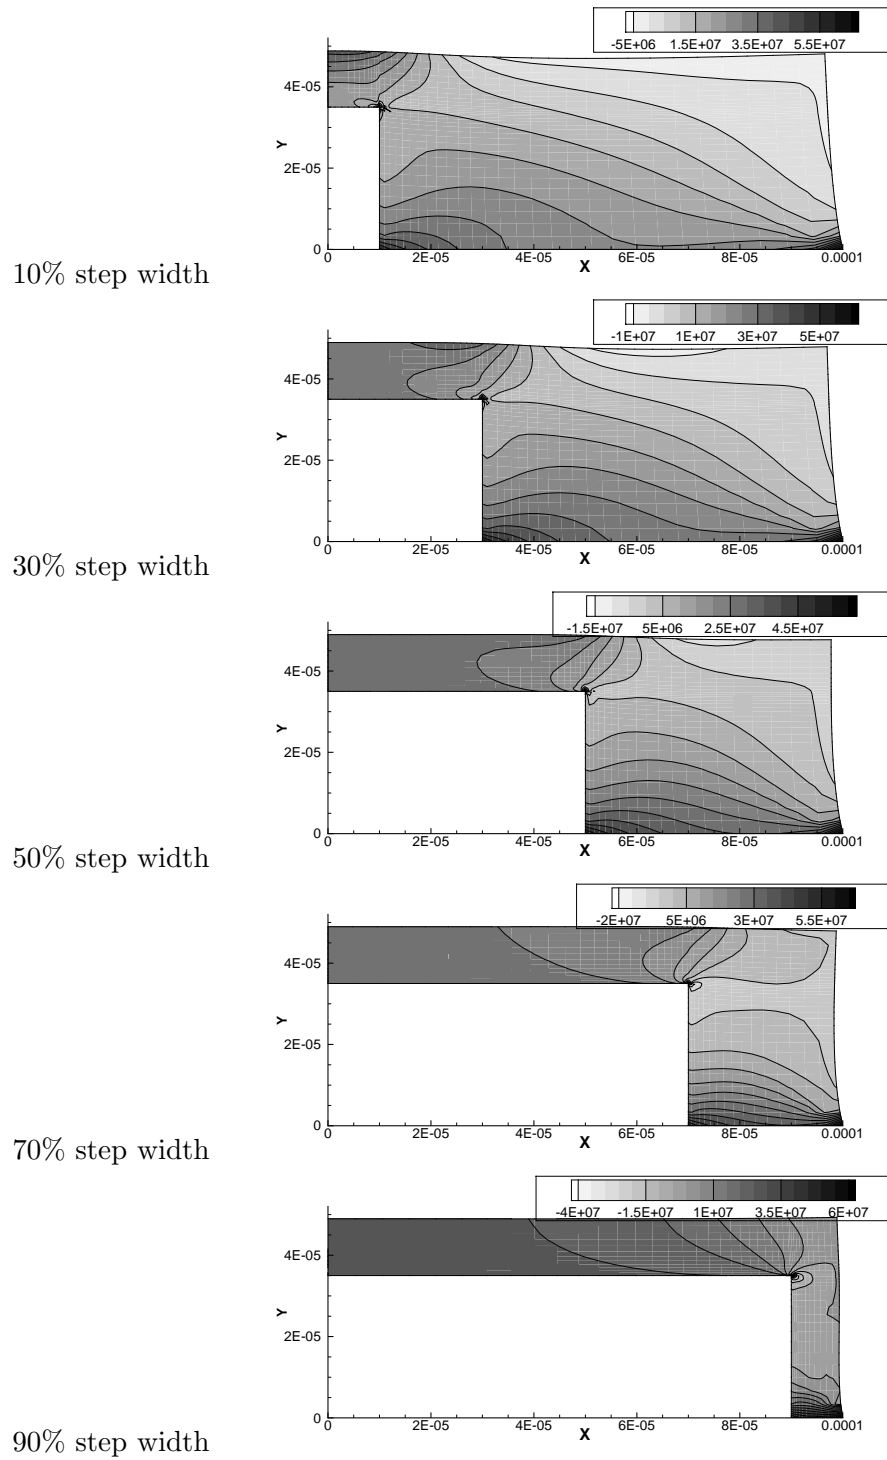 -5E+06 1.5E+07 3.5E+07 5.5E+07
4E-05
Y
2E-05
0
0 2E-05 4E-05 6E-05 8E-05 0.0001
X
10% step width
-1E+07 1E+07 3E+07 5E+07
4E-05
Y
2E-05
0
0 2E-05 4E-05 6E-05 8E-05 0.0001
X
30% step width
-1.5E+07 5E+06 2.5E+07 4.5E+07
4E-05
Y
2E-05
0
0 2E-05 4E-05 6E-05 8E-05 0.0001
X
50% step width
-2E+07 5E+06 3E+07 5.5E+07
4E-05
Y
2E-05
0
0 2E-05 4E-05 6E-05 8E-05 0.0001
X
70% step width
-4E+07 -1.5E+07 1E+07 3.5E+07 6E+07
4E-05
Y
2E-05
0
0 2E-05 4E-05 6E-05 8E-05 0.0001
X
90% step width